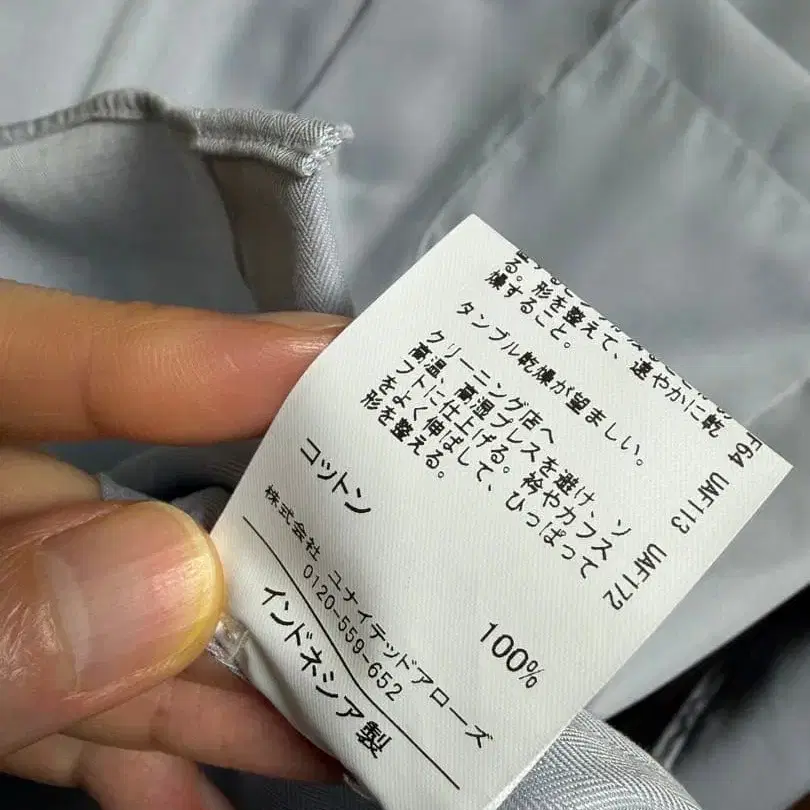 る。形を整えて、速やかに乾
燥すること。
タンブル乾燥が望ましい。
クリーニング店へ
高温、高湿プレスを避け、ソ
フトに仕上げる。衿やカフス
をよく伸ばして、ひっぱって
形を整える。
F64 UAF113 UAF172
コットン 100%
株式会社 ユナイテッドアローズ
0120-559-652
インドネシア製